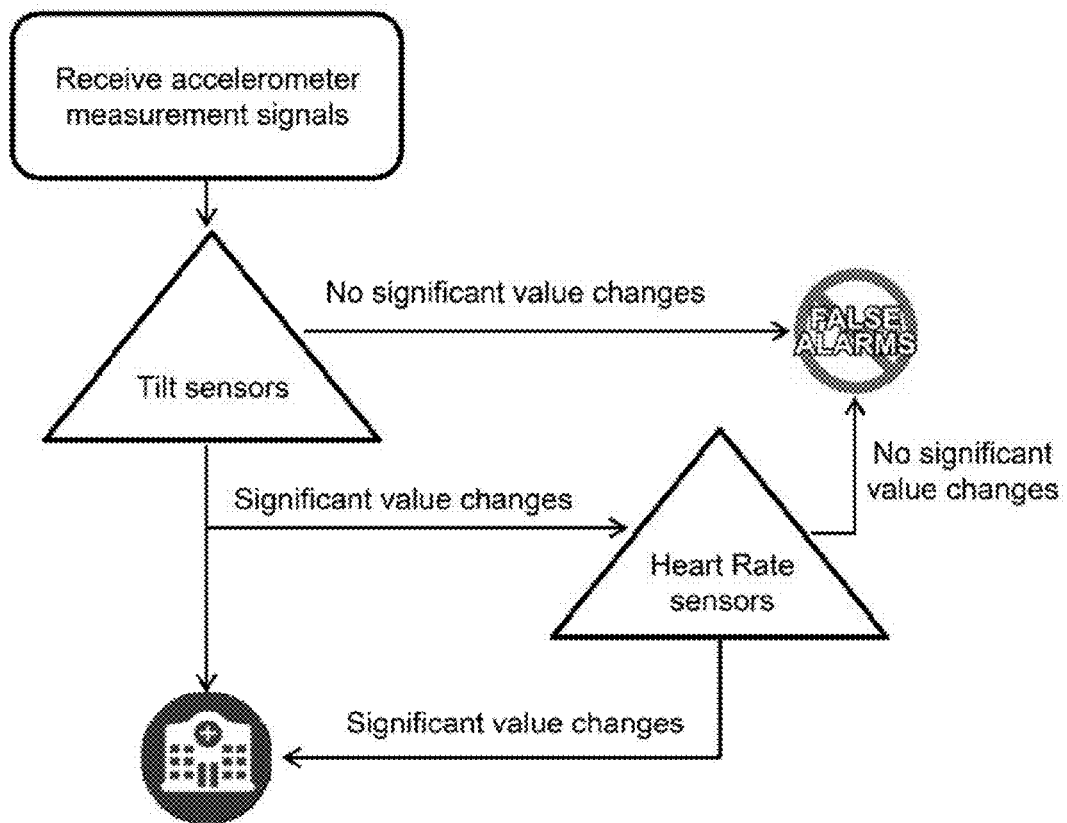 Receive accelerometer
measurement signals
No significant value changes
FALSE
ALARMS
Tilt sensors
No significant
value changes
Significant value changes
Heart Rate
sensors
Significant value changes